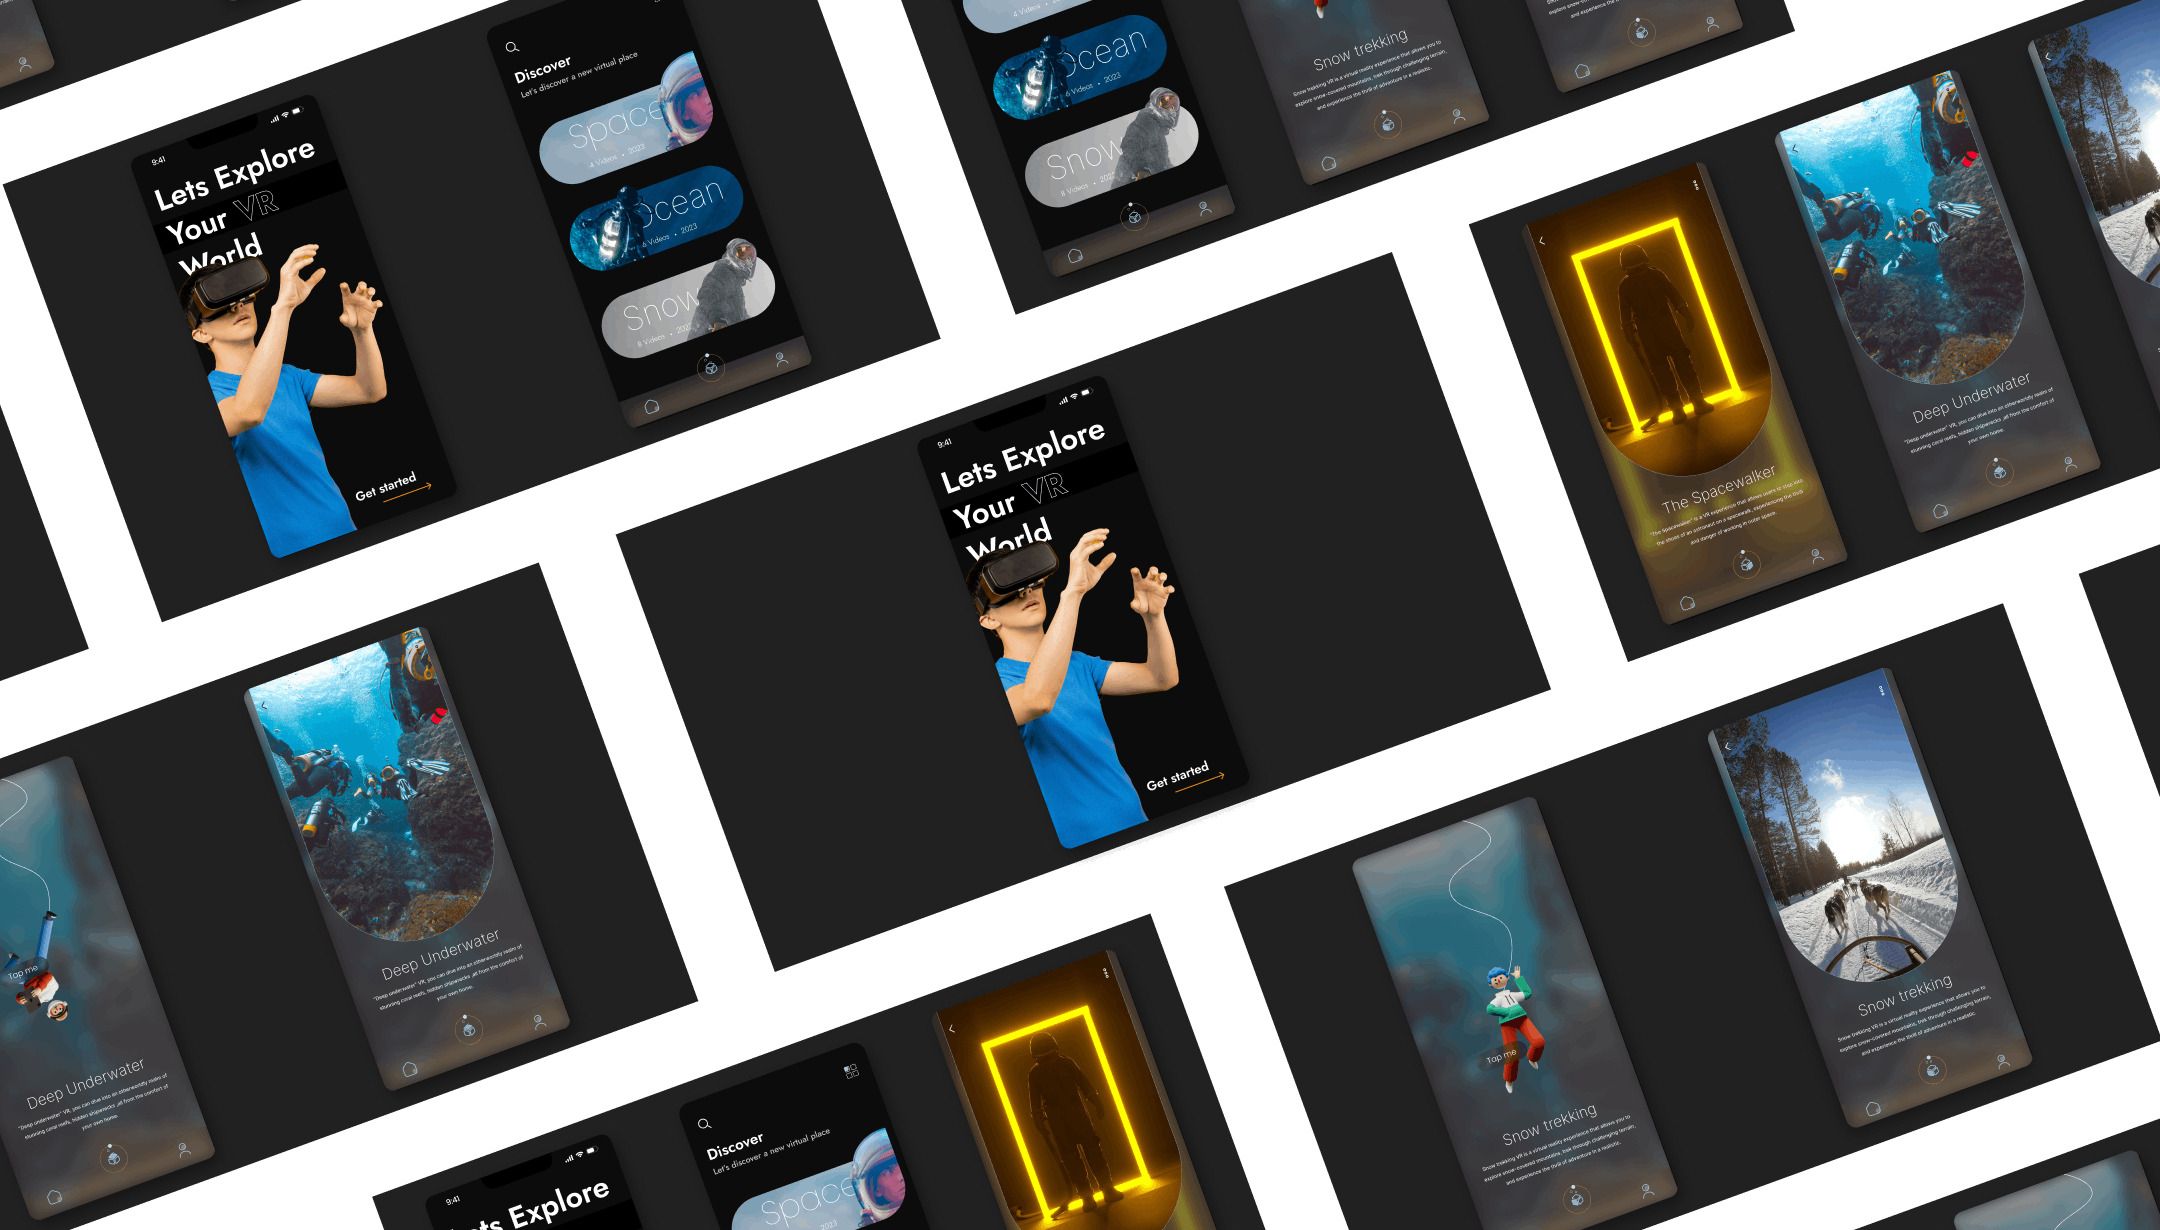 Discover
Let's discover a new virtual place
Space
4 Videos • 2023
Ocean
6 Videos • 2023
Snow
8 Videos • 202
9:41
Lets Explore
Your VR
World
Get started
Ocean
6 Videos • 2023
Snow
8 Videos • 202
Snow trekking
Snow trekking VR is a virtual reality experience that allows you to
explore snow-covered mountains, trek through challenging terrain,
and experience the thrill of adventure in a realistic.
The Spacewalker
"The Spacewalker" is a VR experience that allows users to step into
the shoes of an astronaut on a spacewalk, experiencing the thrill
and danger of working in outer space.
Deep Underwater
"Deep underwater" VR, you can dive into an otherworldly realm of
stunning coral reefs, hidden shipwrecks ,all from the comfort of
your own home.
9:41
Lets Explore
Your VR
World
Get started
Tap me
Deep Underwater
"Deep underwater" VR, you can dive into an otherworldly realm of
stunning coral reefs, hidden shipwrecks ,all from the comfort of
your own home.
Deep Underwater
"Deep underwater" VR, you can dive into an otherworldly realm of
stunning coral reefs, hidden shipwrecks ,all from the comfort of
your own home.
Tap me
Snow trekking
Snow trekking VR is a virtual reality experience that allows you to
explore snow-covered mountains, trek through challenging terrain,
and experience the thrill of adventure in a realistic.
Snow trekking
Snow trekking VR is a virtual reality experience that allows you to
explore snow-covered mountains, trek through challenging terrain,
and experience the thrill of adventure in a realistic.
9:41
ts Explore
Discover
Let's discover a new virtual place
Space
2023